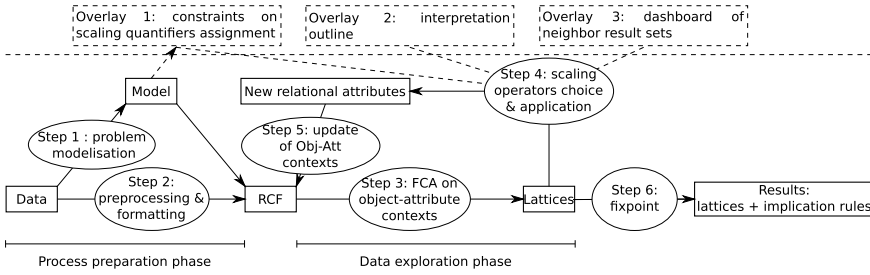 Overlay 1: constraints on
scaling quantifiers assignment
Overlay 2: interpretation
outline
Overlay 3: dashboard of
neighbor result sets
Step 4: scaling
operators choice
& application
Model
New relational attributes
Step 1 : problem
modelisation
Step 5: update
of Obj-Att
contexts
Step 2:
preprocessing &
formatting
Step 3: FCA on
object-attribute
contexts
Step 6:
fixpoint
Data
RCF
Lattices
Results:
lattices + implication rules
Process preparation phase
Data exploration phase